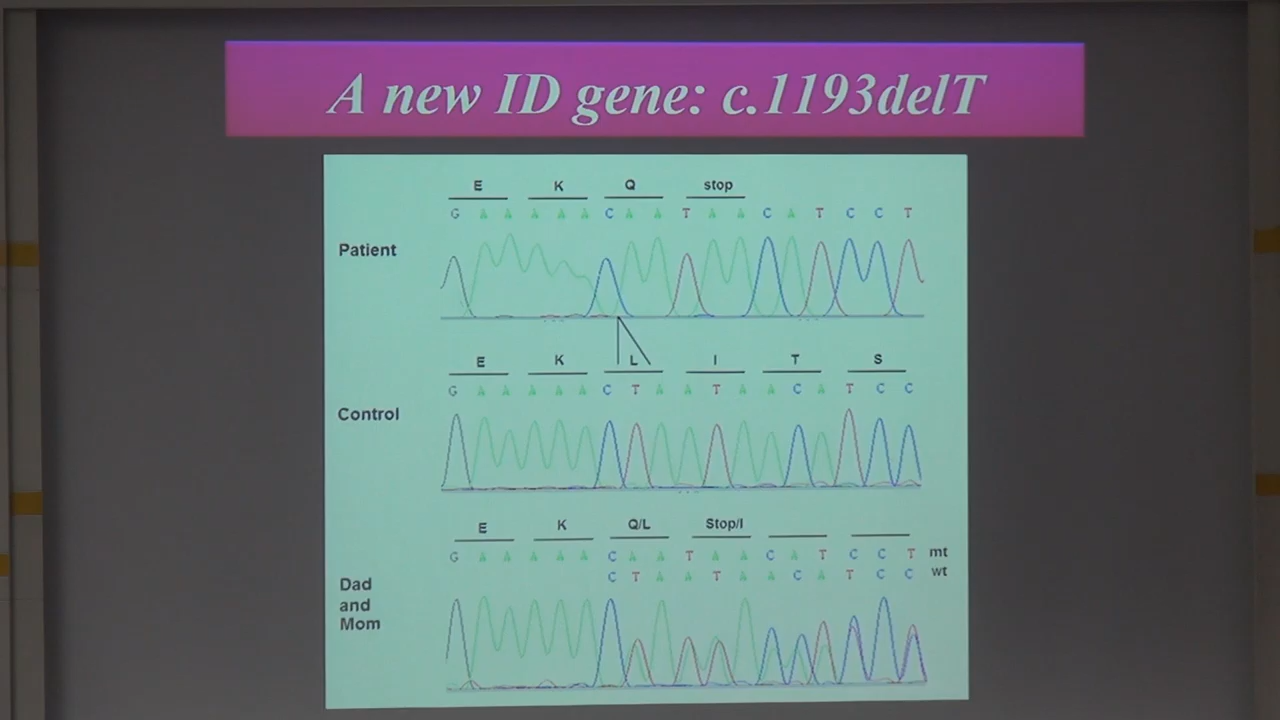 A new ID gene: c.1193delT
E K Q stop
G A A A A A C A A T A A C A T C C T
Patient
E K L I T S
G A A A A A C T A A T A A C A T C C
Control
E K Q/L Stop/I
G A A A A A C A A T A A C A T C C T mt
C T A A T A A C A T C C wt
Dad
and
Mom